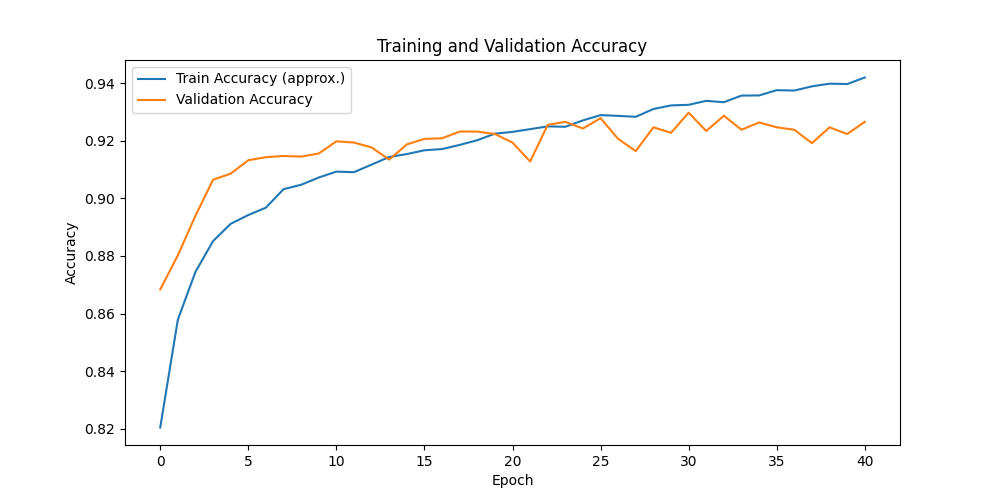 Training and Validation Accuracy
Train Accuracy (approx.)
Validation Accuracy
Accuracy
0.94
0.92
0.90
0.88
0.86
0.84
0.82
0 5 10 15 20 25 30 35 40
Epoch